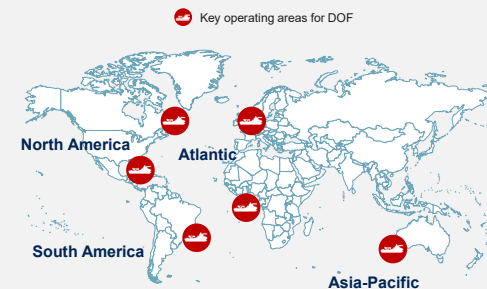 Key operating areas for DOF
North America
Atlantic
South America
Asia-Pacific